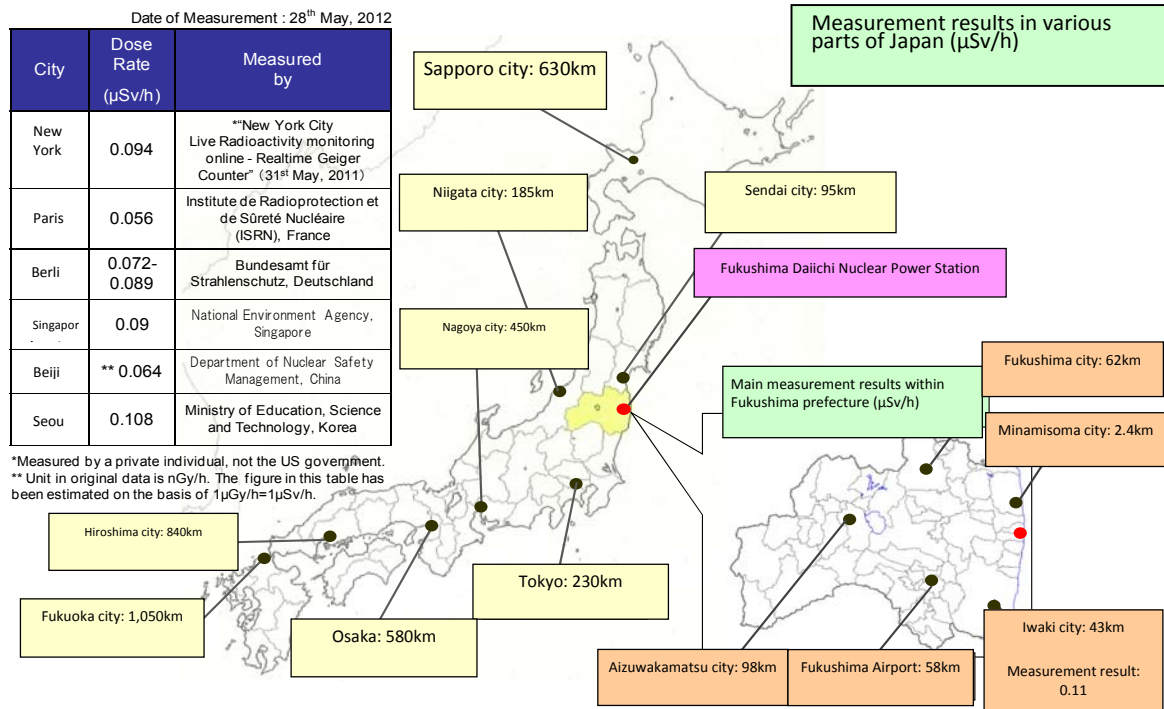 Date of Measurement : 28th May, 2012
City
Dose
Rate
(μSv/h)
Measured
by
New
York
0.094
*"New York City
Live Radioactivity monitoring
online - Realtime Geiger
Counter" (31st May, 2011)
Paris
0.056
Institute de Radioprotection et
de Sûreté Nucléaire
(ISRN), France
Berli
0.072-
0.089
Bundesamt für
Strahlenschutz, Deutschland
Singapor
0.09
National Environment Agency,
Singapore
Beiji
** 0.064
Department of Nuclear Safety
Management, China
Seou
0.108
Ministry of Education, Science
and Technology, Korea
*Measured by a private individual, not the US government.
** Unit in original data is nGy/h. The figure in this table has
been estimated on the basis of 1μGy/h=1μSv/h.
Measurement results in various
parts of Japan (μSv/h)
Sapporo city: 630km
Niigata city: 185km
Sendai city: 95km
Fukushima Daiichi Nuclear Power Station
Nagoya city: 450km
Fukushima city: 62km
Main measurement results within
Fukushima prefecture (μSv/h)
Minamisoma city: 2.4km
Hiroshima city: 840km
Tokyo: 230km
Fukuoka city: 1,050km
Osaka: 580km
Aizuwakamatsu city: 98km
Fukushima Airport: 58km
Iwaki city: 43km
Measurement result:
0.11